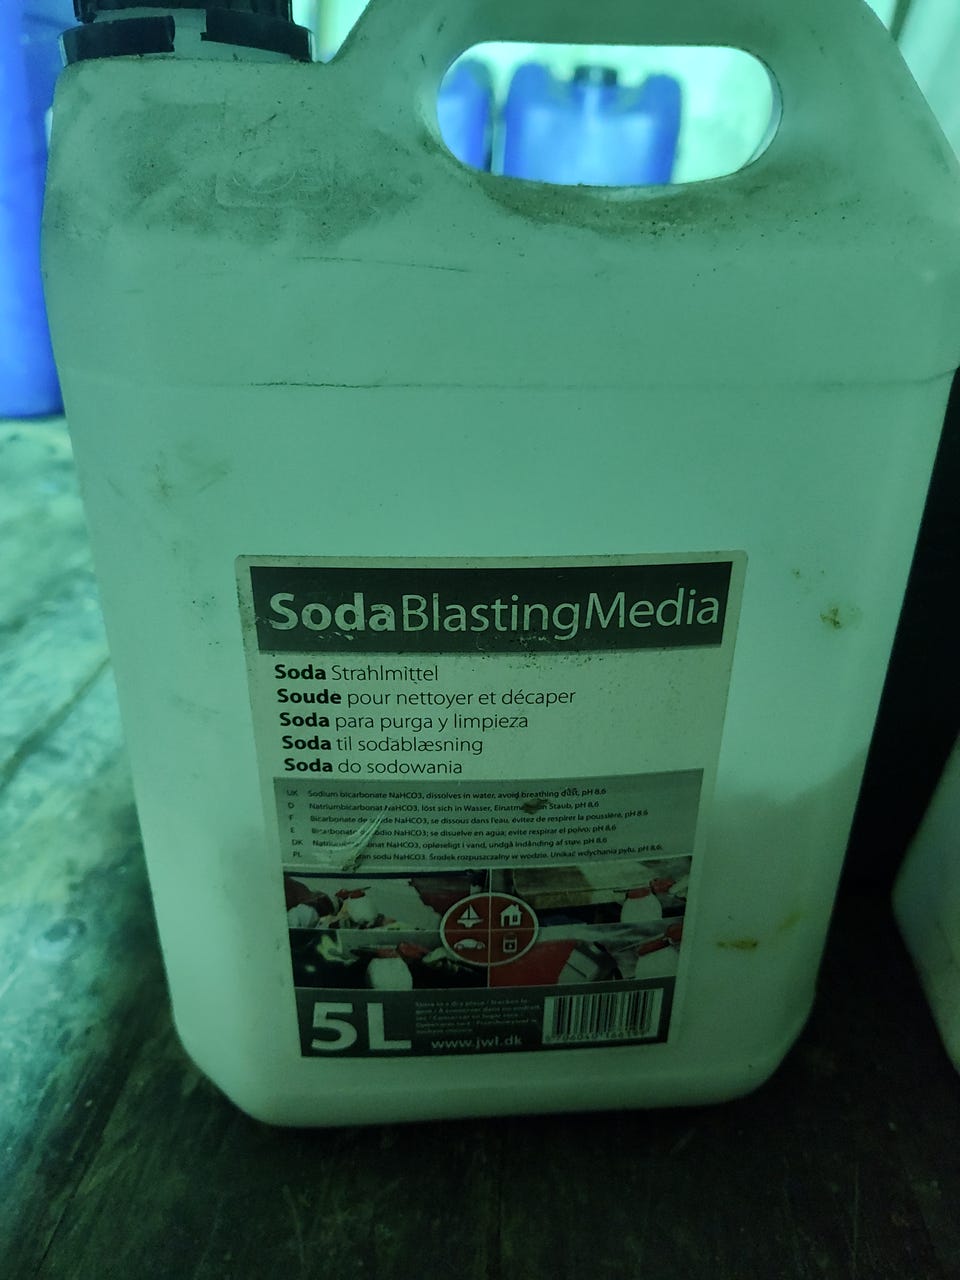 SodaBlastingMedia
Soda Strahlmittel
Soude pour nettoyer et décaper
Soda para purga y limpieza
Soda til sodablæsning
Soda do sodowania
UK Sodium bicarbonate NaHCO3, dissolves in water, avoid breathing dust, pH 8,6
D Natriumbicarbonat NaHCO3, löst sich in Wasser, Staub, pH 8,6
F Bicarbonate de NaHCO3, se dissous dans l'eau, évitez de respirer la poussière, pH 8.6
E NaHCO3; se disuelve en agua; evite respirar el polvo; pH 8,6
DK NaHCO3, opløseligt i vand, undgå indånding af støv. pH 8,6
PL sodu NaHCO3. Środek rozpuszczalny w wodzie. Unikać wdychania pyłu, pH 8,6.
5L
www.jwl.dk